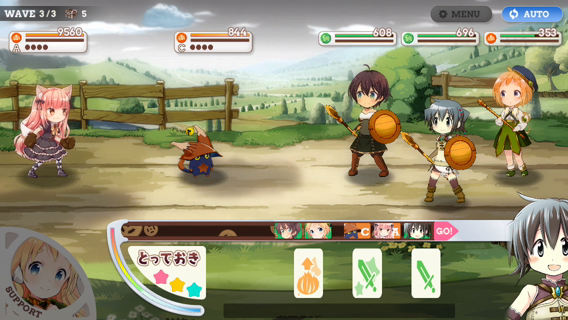 WAVE 3/3 5
MENU
AUTO
9560
A
844
C
608
696
353
C A GO!
とっておき
SUPPORT